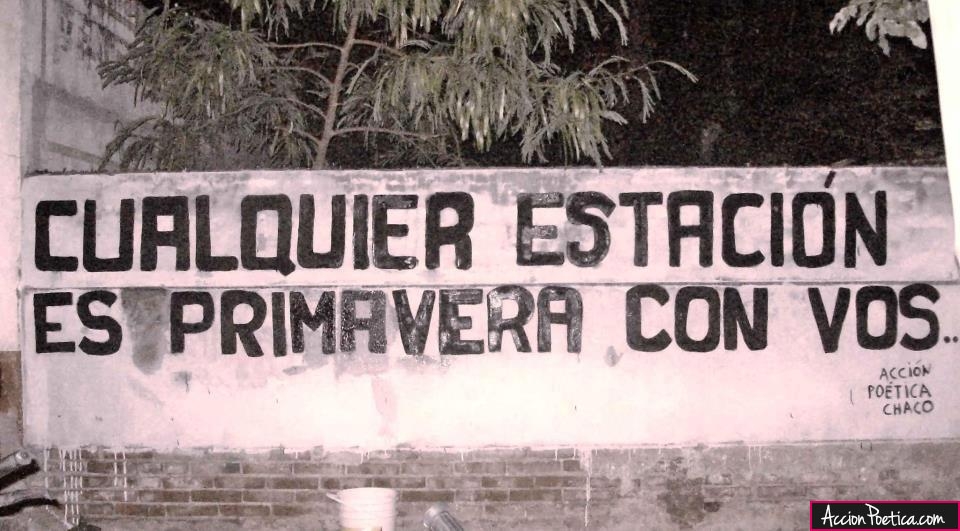 CUALQUIER ESTACIÓN
ES PRIMAVERA CON VOS..
ACCIÓN
POÉTICA
CHACO
AccionPoetica.com